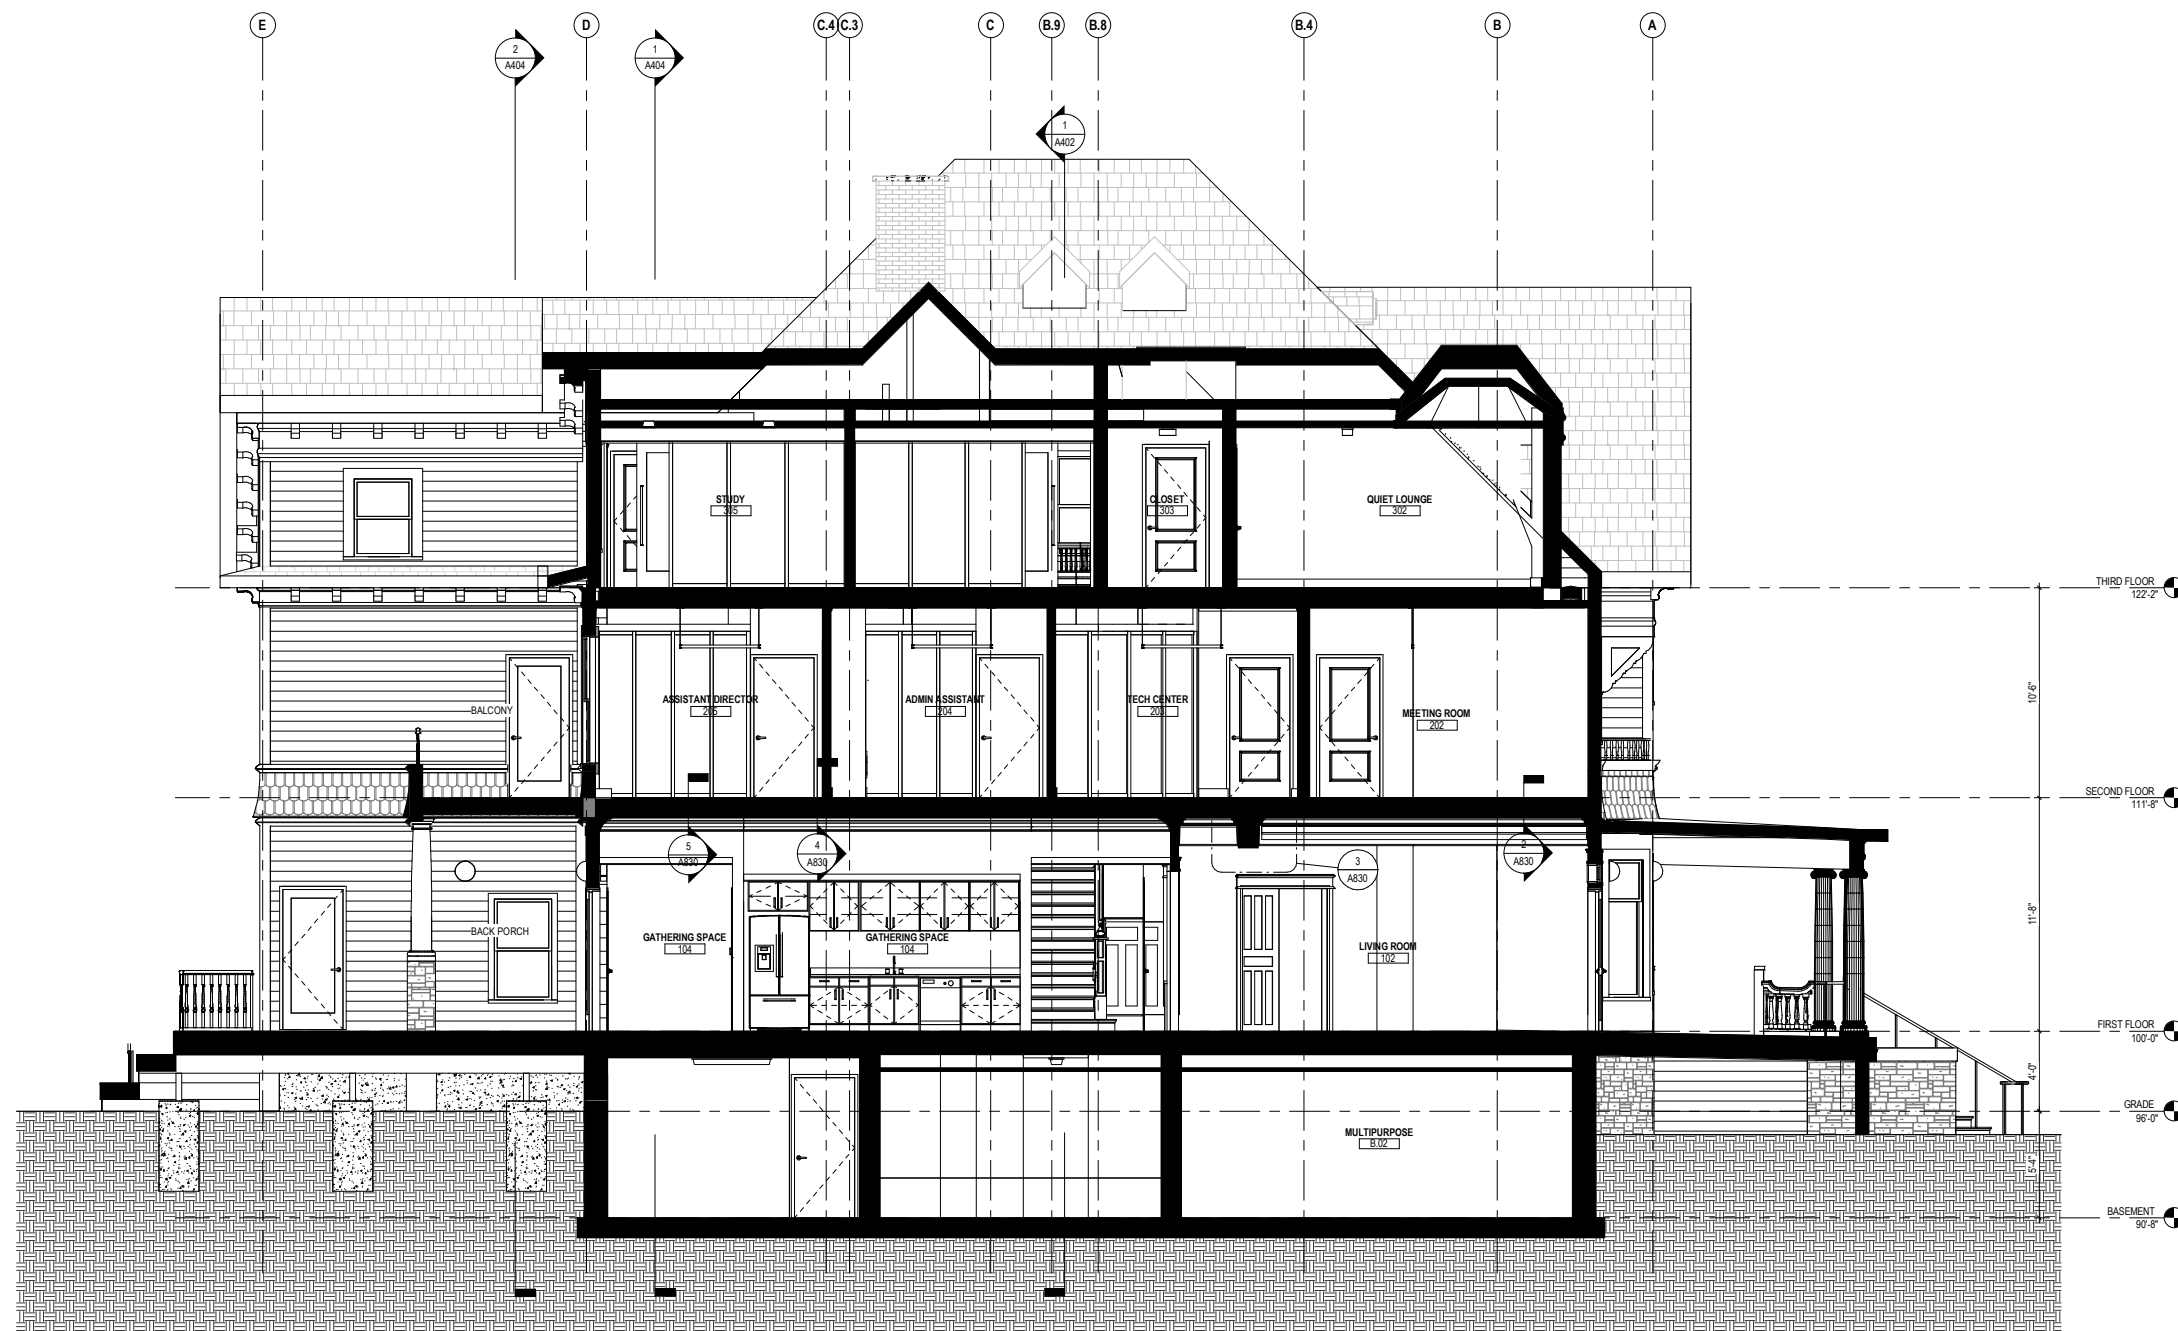 E
D
C.4
C.3
C
B.9
B.8
B.4
B
A
2
A404
1
A404
1
A402
STUDY
305
CLOSET
303
QUIET LOUNGE
302
THIRD FLOOR
122'-2"
10'-6"
ASSISTANT DIRECTOR
205
ADMIN ASSISTANT
204
TECH CENTER
203
MEETING ROOM
202
BALCONY
SECOND FLOOR
111'-8"
5
A830
4
A830
3
A830
2
A830
11'-8"
BACK PORCH
GATHERING SPACE
104
GATHERING SPACE
104
LIVING ROOM
102
FIRST FLOOR
100'-0"
4'-0"
GRADE
96'-0"
MULTIPURPOSE
B.02
5'-4"
BASEMENT
90'-8"